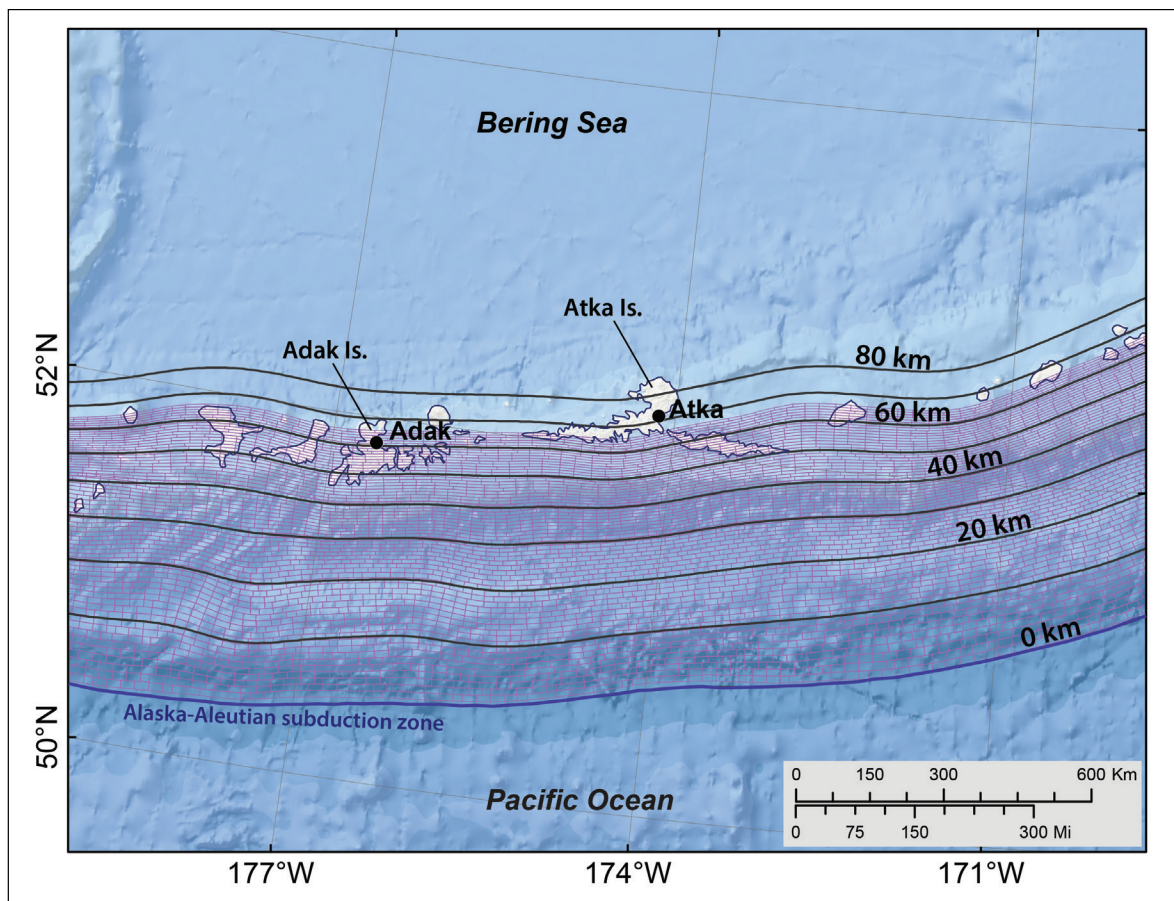 Bering Sea
Atka Is.
Adak Is.
80 km
52°N
60 km
Atka
Adak
40 km
20 km
0 km
Alaska-Aleutian subduction zone
50°N
Pacific Ocean
0 150 300 600 Km
0 75 150 300 Mi
177°W 174°W 171°W